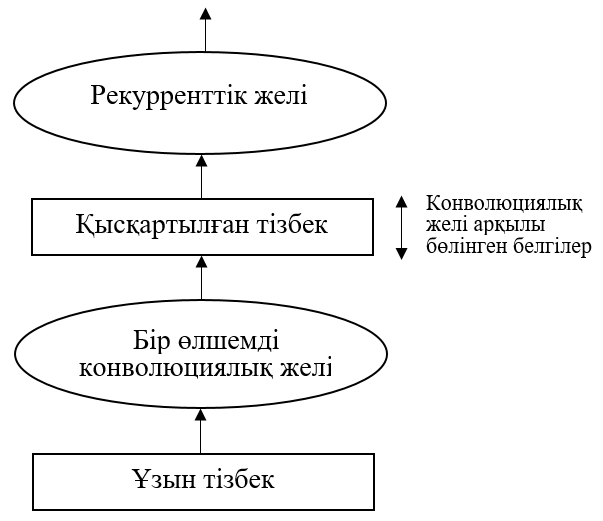 Рекурренттік желі
Қысқартылған тізбек
Конволюциялық
желі арқылы
бөлінген белгілер
Бір өлшемді
конволюциялық желі
Ұзын тізбек